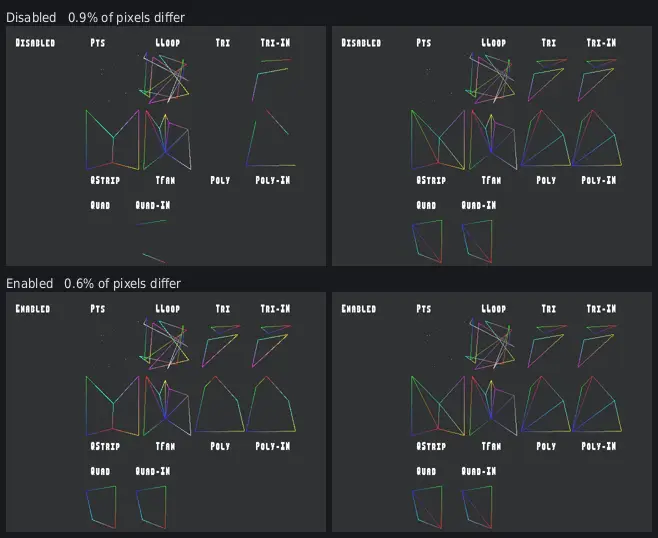 Disabled 0.9% of pixels differ
Disabled Pts LLoop Tri Tri-IN
QStrip TFan Poly Poly-IN
Quad Quad-IN
Disabled Pts LLoop Tri Tri-IN
QStrip TFan Poly Poly-IN
Quad Quad-IN
Enabled 0.6% of pixels differ
Enabled Pts LLoop Tri Tri-IN
QStrip TFan Poly Poly-IN
Quad Quad-IN
Enabled Pts LLoop Tri Tri-IN
QStrip TFan Poly Poly-IN
Quad Quad-IN